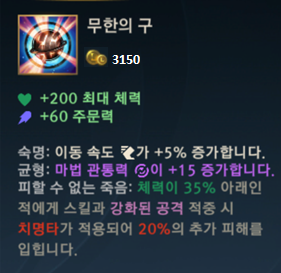 무한의 구
3150
+200 최대 체력
+60 주문력
숙명: 이동 속도 가 +5% 증가합니다.
균형: 마법 관통력 이 +15 증가합니다.
피할 수 없는 죽음: 체력이 35% 아래인
적에게 스킬과 강화된 공격 적중 시
치명타가 적용되어 20%의 추가 피해를
입힙니다.